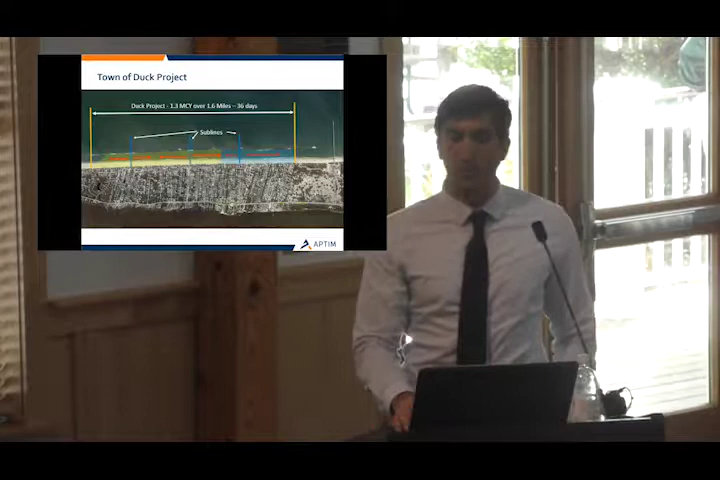 Town of Duck Project
Duck Project - 1.3 MCY over 1.6 Miles – 36 days
Sublines
APTIM